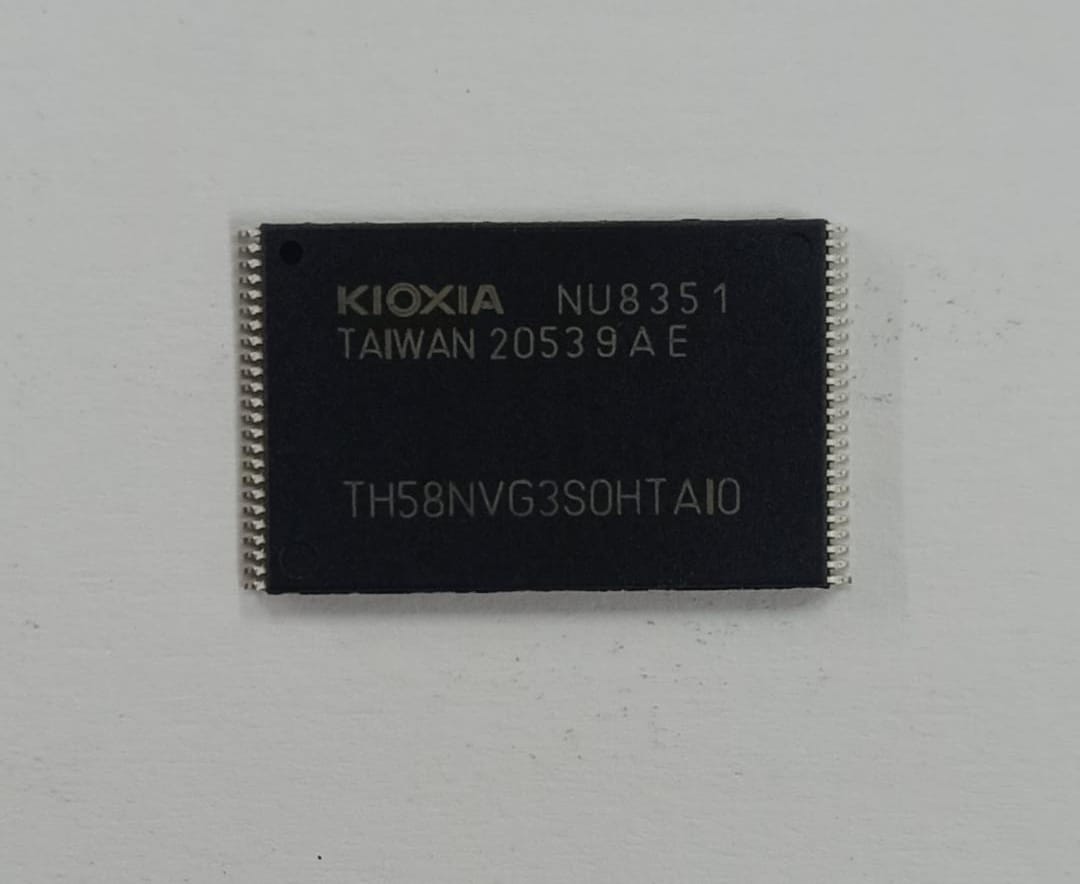 KIOXIA NU8351
TAIWAN 20539AE
TH58NVG3S0HTAI0